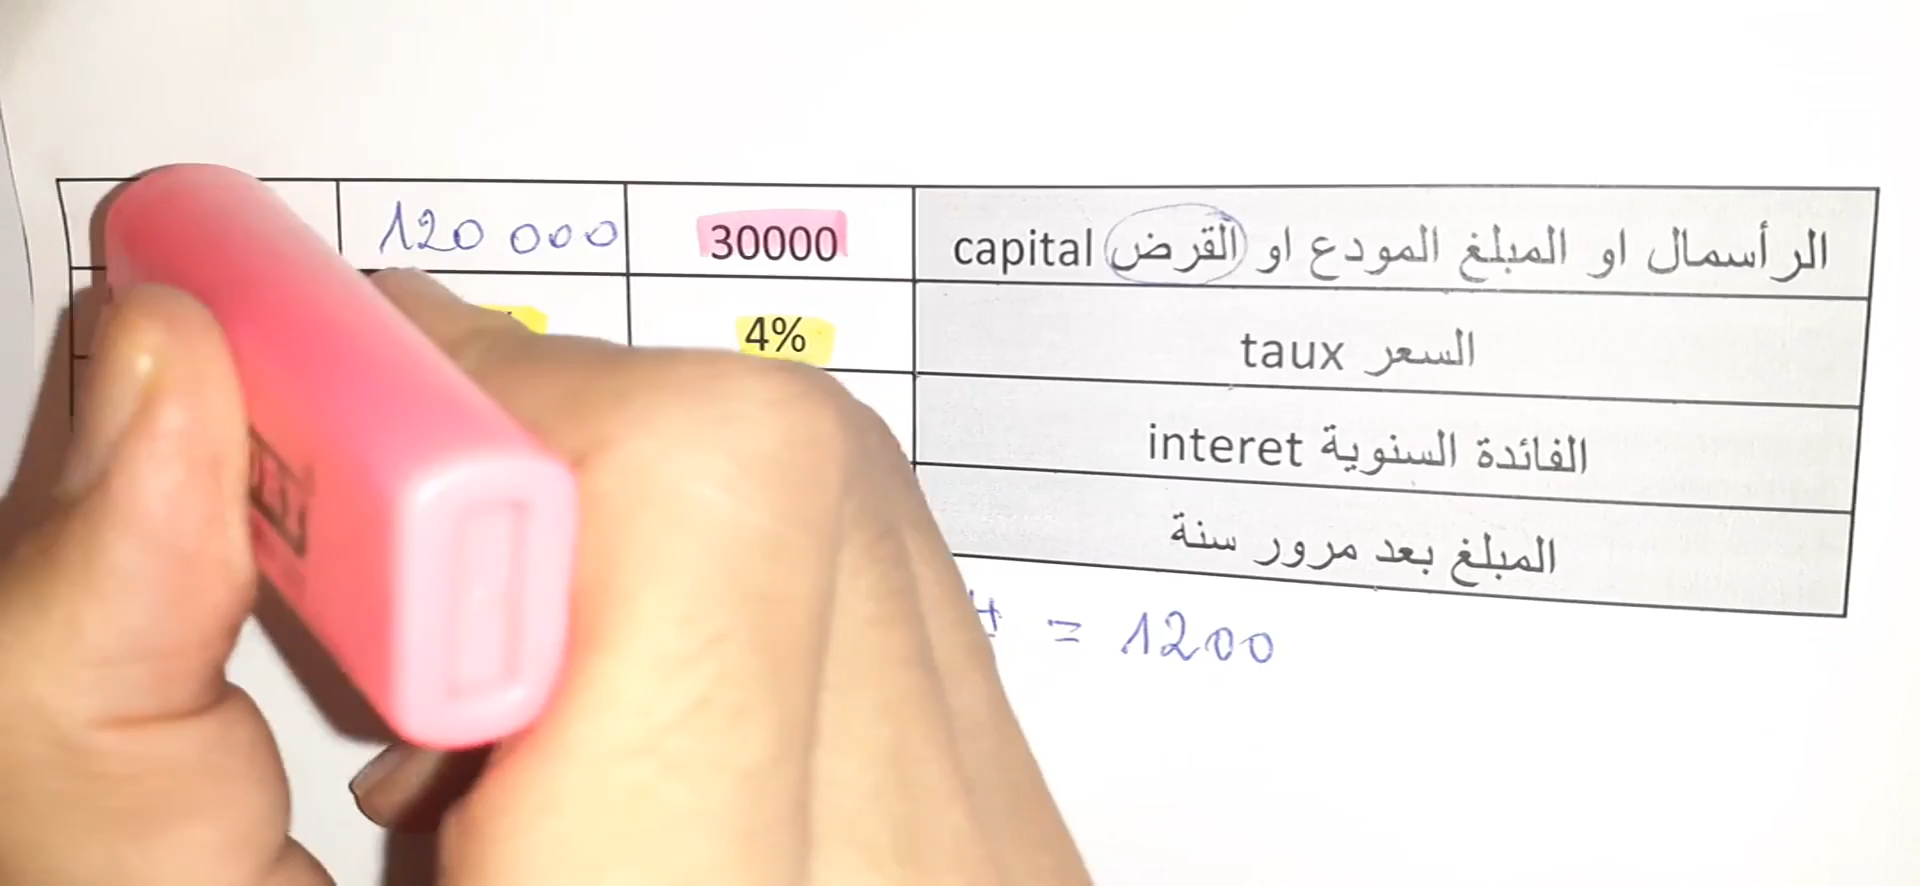 الرأسمال او المبلغ المودع او القرض capital 30000 120 000
السعر taux 4%
الفائدة السنوية interet
المبلغ بعد مرور سنة
= 1200